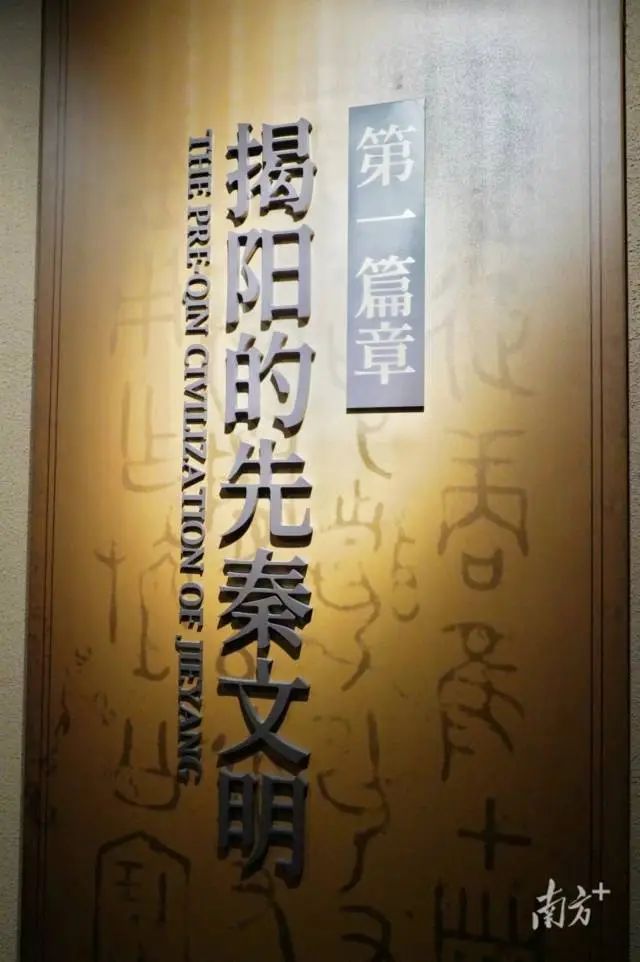 第一篇章
揭阳的先秦文明
THE PRE-QIN CIVILIZATION OF JIEYANG
南方+